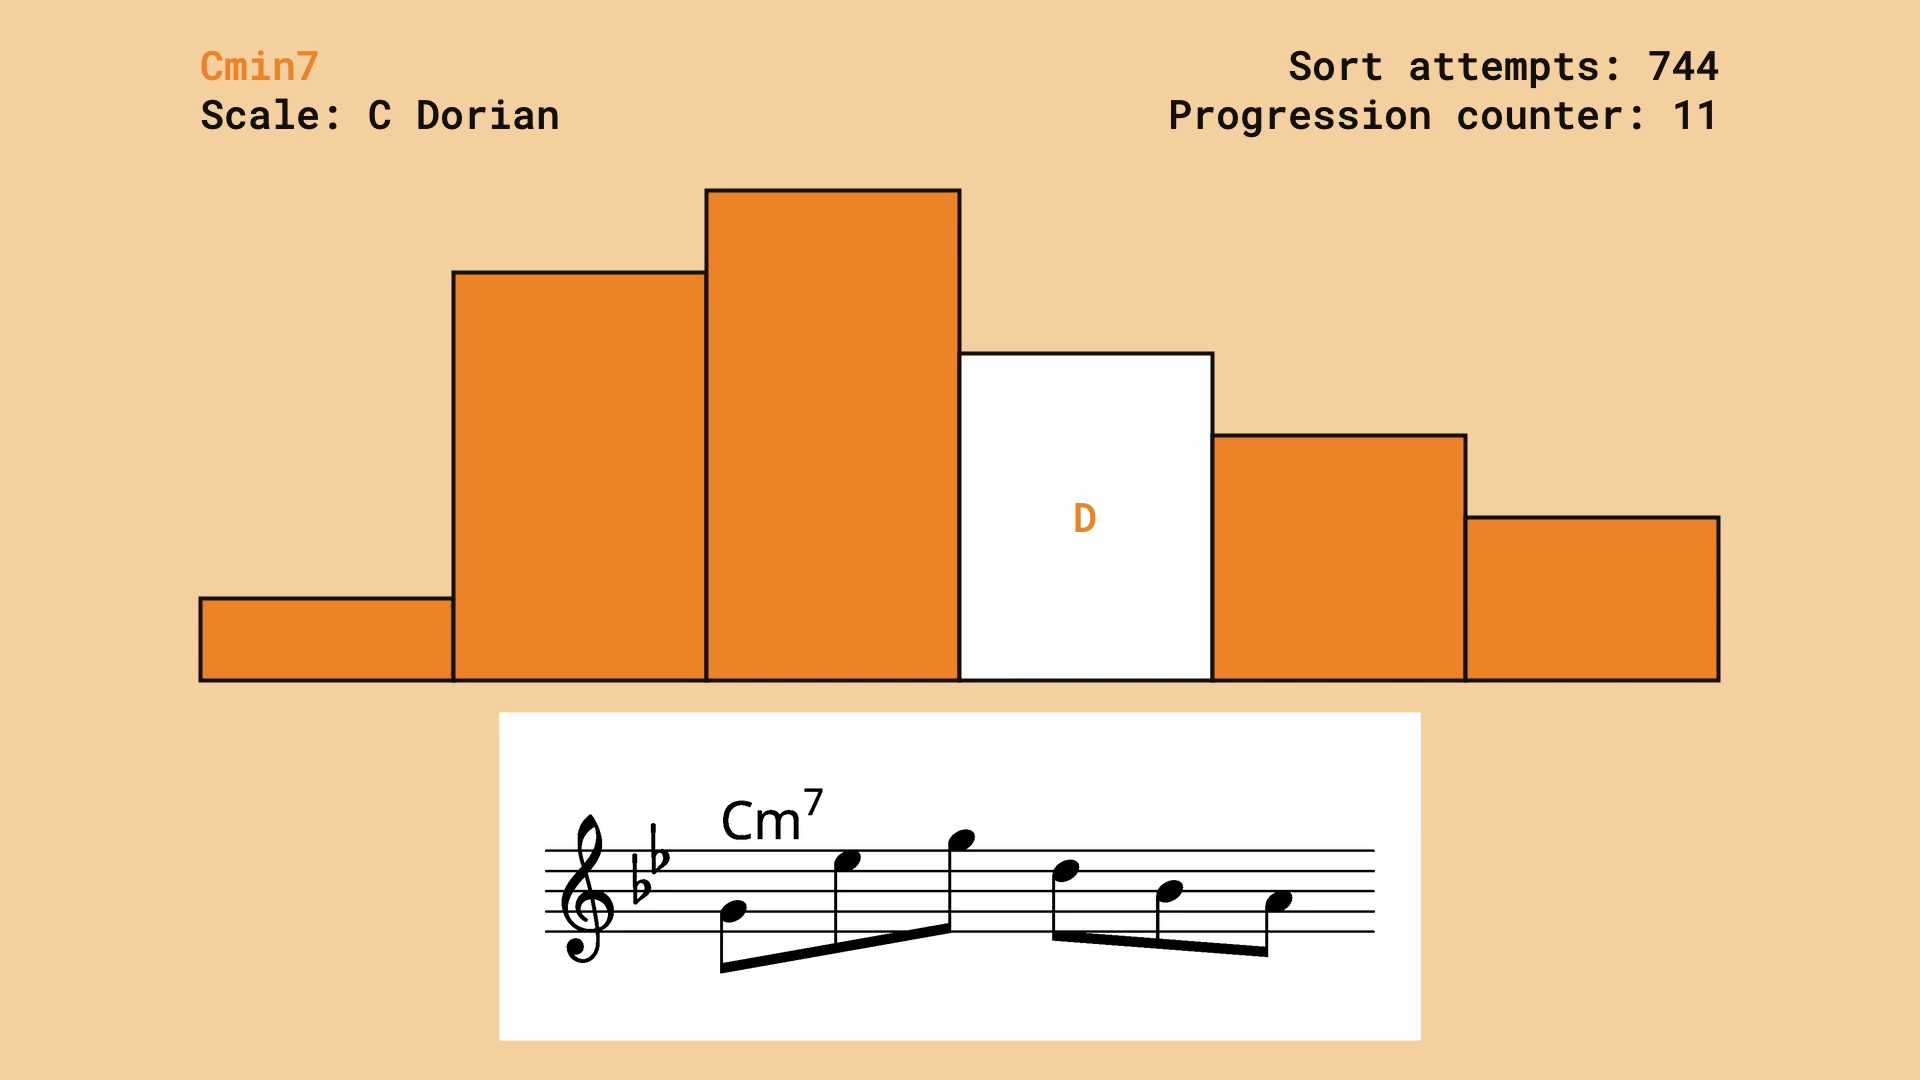 Cmin7
Scale: C Dorian
Sort attempts: 744
Progression counter: 11
D
Cm7